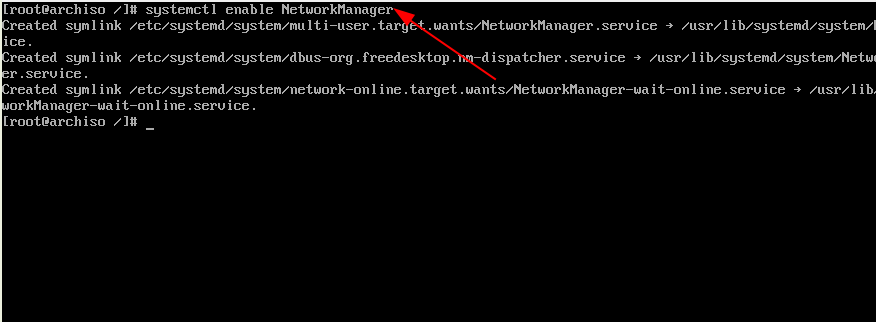 [root@archiso /]# systemctl enable NetworkManager
Created symlink /etc/systemd/system/multi-user.target.wants/NetworkManager.service → /usr/lib/systemd/system/
ice.
Created symlink /etc/systemd/system/dbus-org.freedesktop.nm-dispatcher.service → /usr/lib/systemd/system/Netw
er.service.
Created symlink /etc/systemd/system/network-online.target.wants/NetworkManager-wait-online.service → /usr/lib/
workManager-wait-online.service.
[root@archiso /]# _